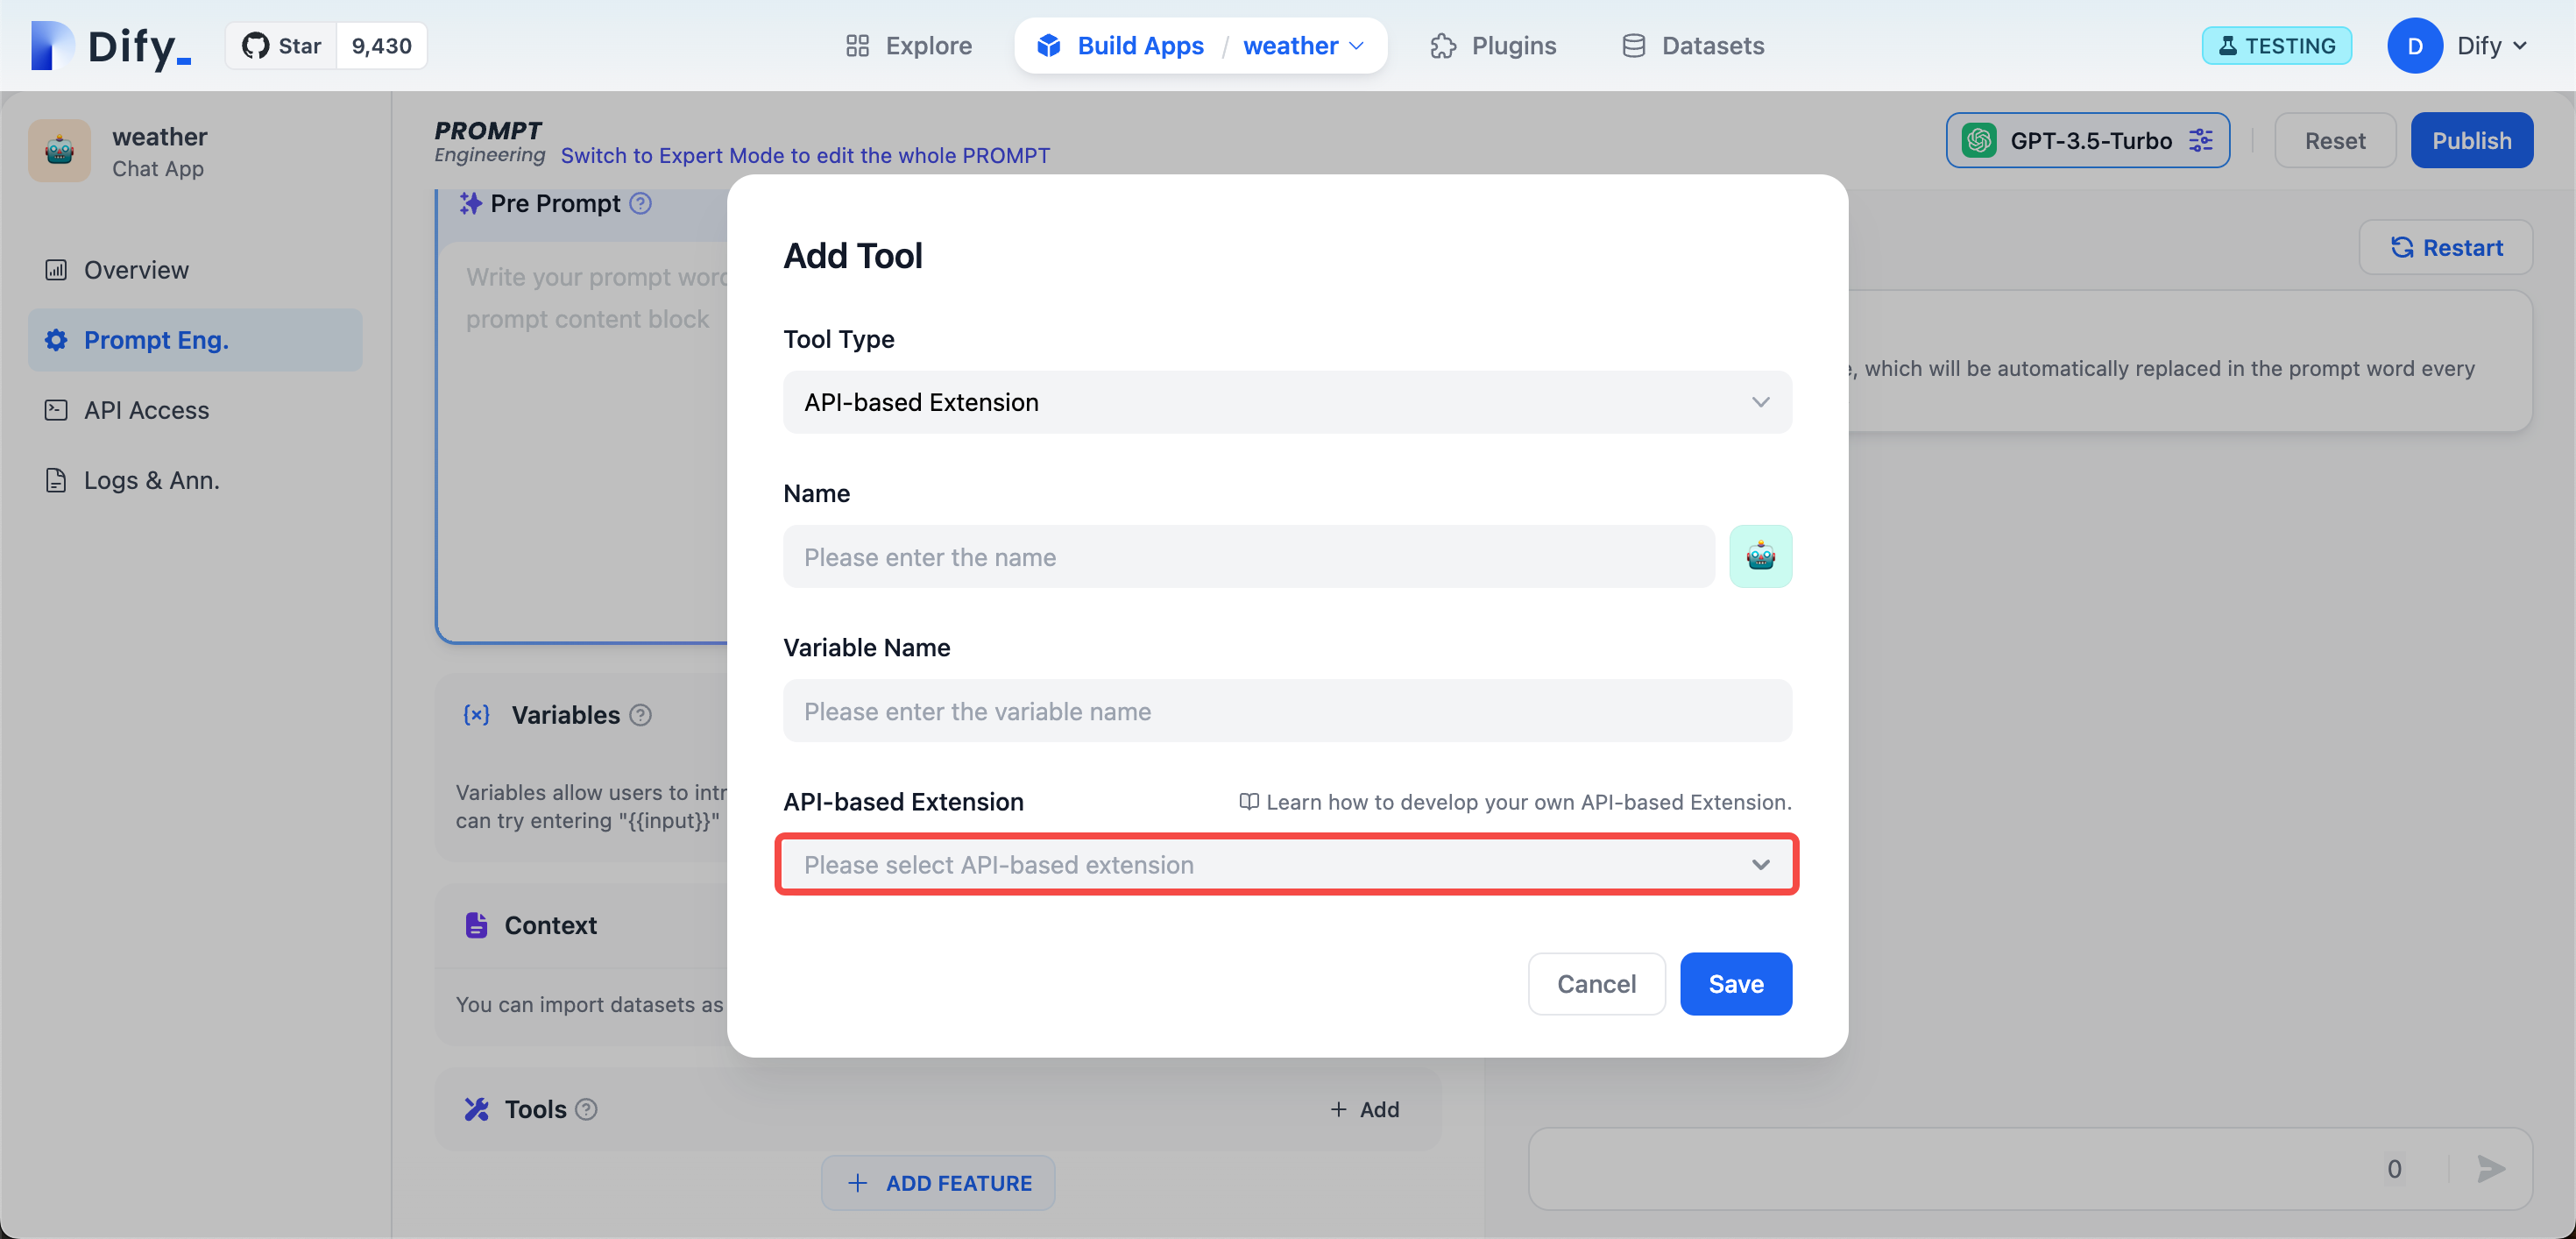 Dify_
Star 9,430
Explore
Build Apps / weather
Plugins
Datasets
TESTING
D Dify
weather
Chat App
Overview
Prompt Eng.
API Access
Logs & Ann.
PROMPT
Engineering Switch to Expert Mode to edit the whole PROMPT
GPT-3.5-Turbo
Reset
Publish
Pre Prompt
Write your prompt word
prompt content block
Restart
, which will be automatically replaced in the prompt word every
Variables
Variables allow users to intr
can try entering "{{input}}"
Context
You can import datasets as
Tools
+ Add
+ ADD FEATURE
0
Add Tool
Tool Type
API-based Extension
Name
Please enter the name
Variable Name
Please enter the variable name
API-based Extension
Learn how to develop your own API-based Extension.
Please select API-based extension
Cancel
Save